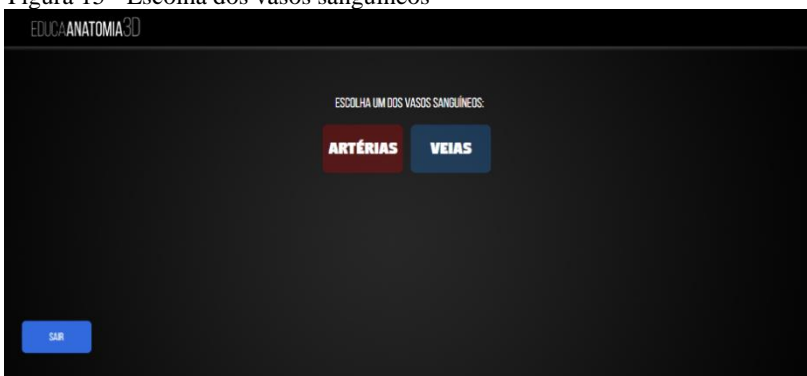 Figura 15 - Escolha dos vasos sanguíneos
EDUCAANATOMIA3D
ESCOLHA UM DOS VASOS SANGUÍNEOS:
ARTÉRIAS VEIAS
SAIR